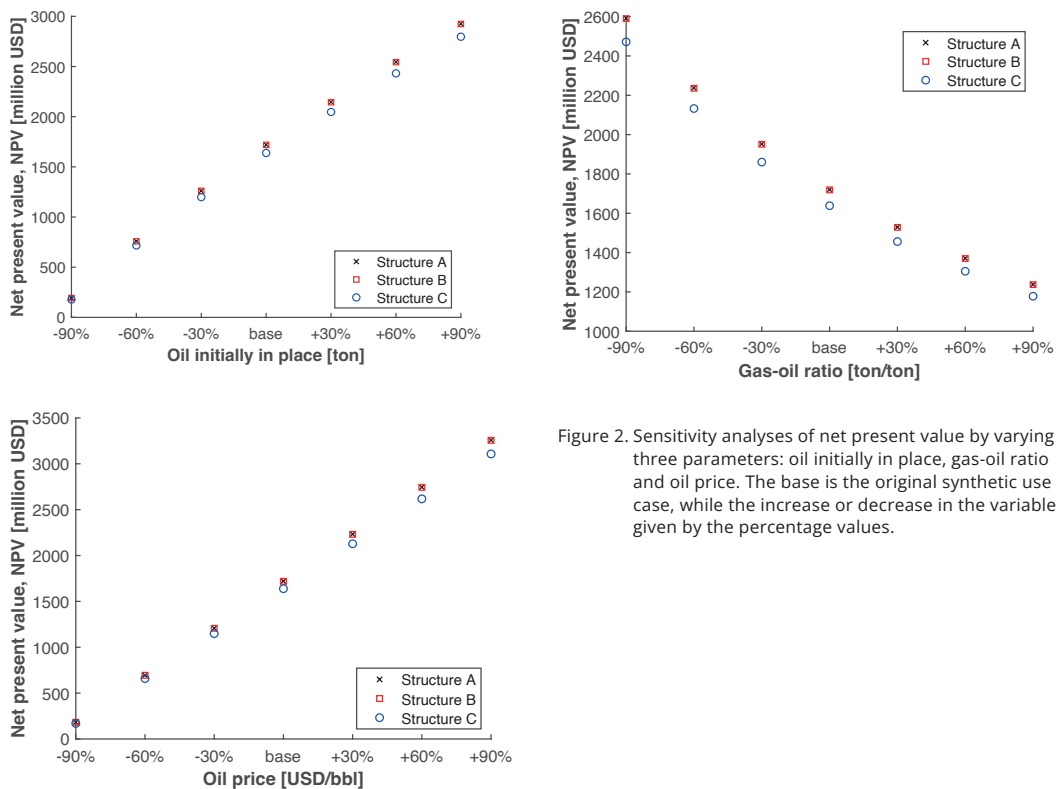 Net present value, NPV [million USD]
3000
2500
2000
1500
1000
500
0
Structure A
Structure B
Structure C
-90% -60% -30% base +30% +60% +90%
Oil initially in place [ton]
Net present value, NPV [million USD]
2600
2400
2200
2000
1800
1600
1400
1200
1000
Structure A
Structure B
Structure C
-90% -60% -30% base +30% +60% +90%
Gas-oil ratio [ton/ton]
Net present value, NPV [million USD]
3500
3000
2500
2000
1500
1000
500
0
Structure A
Structure B
Structure C
-90% -60% -30% base +30% +60% +90%
Oil price [USD/bbl]
Figure 2. Sensitivity analyses of net present value by varying
three parameters: oil initially in place, gas-oil ratio
and oil price. The base is the original synthetic use
case, while the increase or decrease in the variable
given by the percentage values.